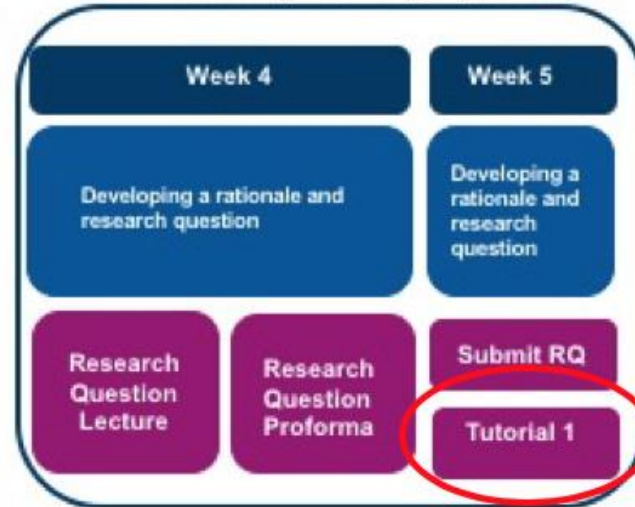 Week 4
Week 5
Developing a rationale and
research question
Developing a
rationale and
research
question
Research
Question
Lecture
Research
Question
Proforma
Submit RQ
Tutorial 1